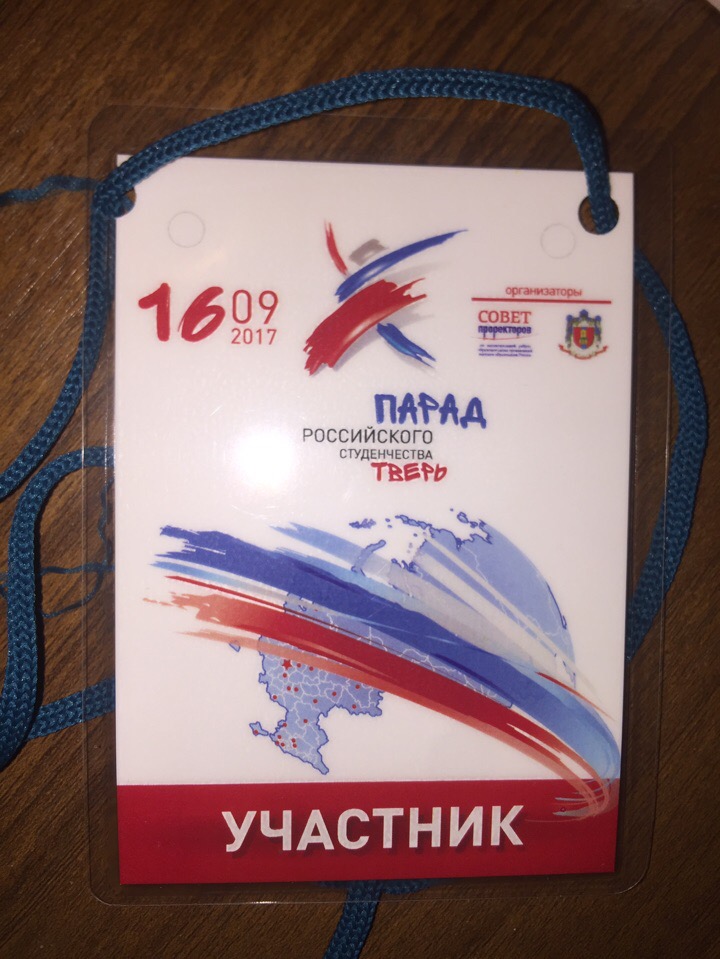 16 09
2017
организаторы
СОВЕТ
проректоров
ПАРАД
РОССИЙСКОГО
СТУДЕНЧЕСТВА
ТВЕРЬ
УЧАСТНИК